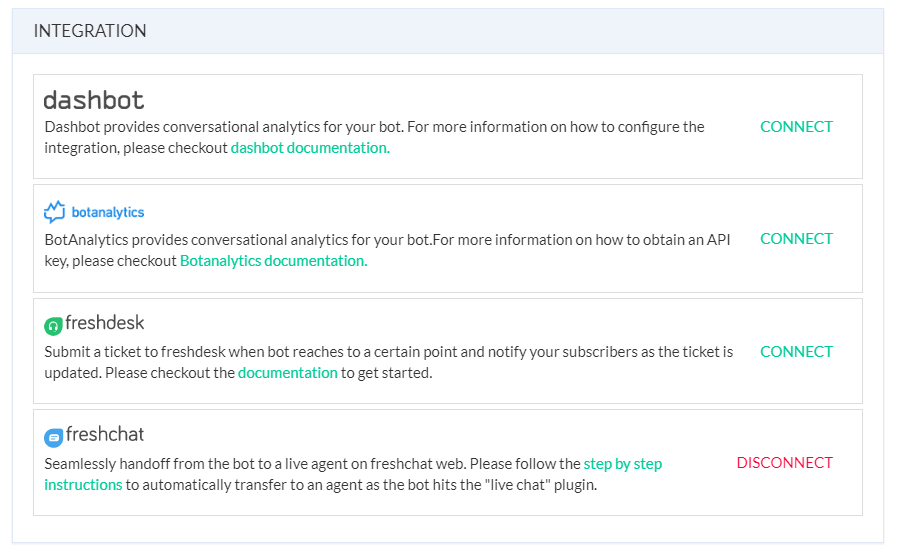 INTEGRATION
dashbot
Dashbot provides conversational analytics for your bot. For more information on how to configure the
integration, please checkout dashbot documentation.
CONNECT
botanalytics
BotAnalytics provides conversational analytics for your bot.For more information on how to obtain an API
key, please checkout Botanalytics documentation.
CONNECT
freshdesk
Submit a ticket to freshdesk when bot reaches to a certain point and notify your subscribers as the ticket is
updated. Please checkout the documentation to get started.
CONNECT
freshchat
Seamlessly handoff from the bot to a live agent on freshchat web. Please follow the step by step
instructions to automatically transfer to an agent as the bot hits the "live chat" plugin.
DISCONNECT